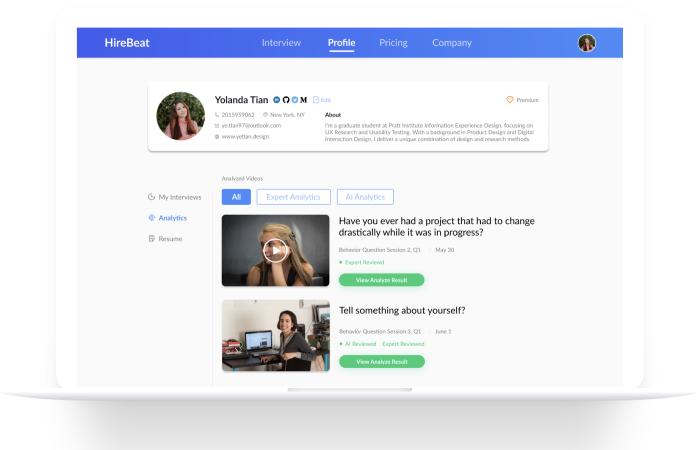 HireBeat
Interview Profile Pricing Company
Yolanda Tian M Edit Premium
2015959062 New York, NY About
ye.tian97@outlook.com I'm a graduate student at Pratt Institute Information Experience Design, focusing on
www.yetian.design UX Research and Usability Testing. With a background in Product Design and Digital
Interaction Design, I deliver a unique combination of design and research methods.
Analyzed Videos
My Interviews All Expert Analytics AI Analytics
Analytics
Resume
Have you ever had a project that had to change
drastically while it was in progress?
Behavior Question Session 2, Q1 May 30
Expert Reviewd
View Analyze Result
Tell something about yourself?
Behavior Question Session 3, Q1 June 1
AI Reviewed Expert Reviewed
View Analyze Result